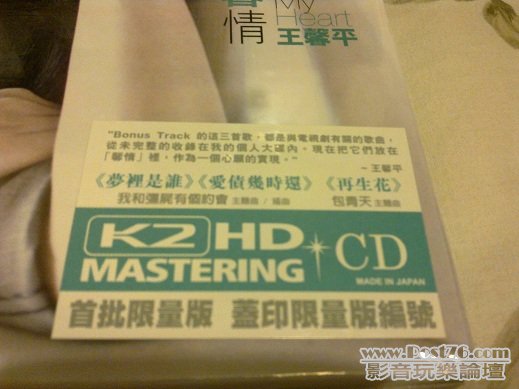 馨情
My Heart
王馨平
"Bonus Track 的這三首歌，都是與電視劇有關的歌曲，
從未完整的收錄在我的個人大碟內。現在把它們放在
「馨情」裡，作為一個心願的實現。"
~ 王馨平
《夢裡是誰》《愛債幾時還》《再生花》
我和殭屍有個約會 主題曲 / 插曲 包青天 主題曲
K2 HD MASTERING + CD
MADE IN JAPAN
首批限量版 蓋印限量版編號
www.Post76.com
影音玩樂論壇